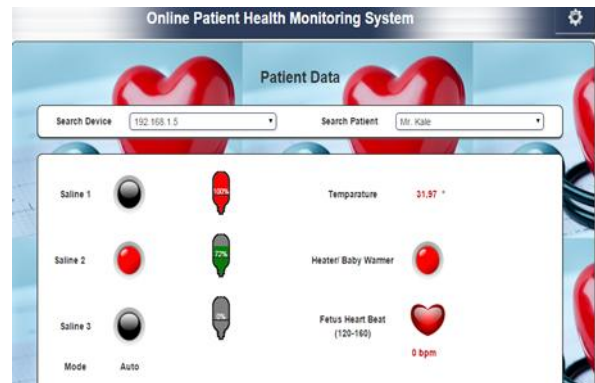 Online Patient Health Monitoring System
Patient Data
Search Device 192.168.1.5 Search Patient Mr. Kale
Saline 1 100% Temparature 31.97 °
Saline 2 72% Heater/ Baby Warmer
Saline 3 0% Fetus Heart Beat
(120-160)
0 bpm
Mode Auto